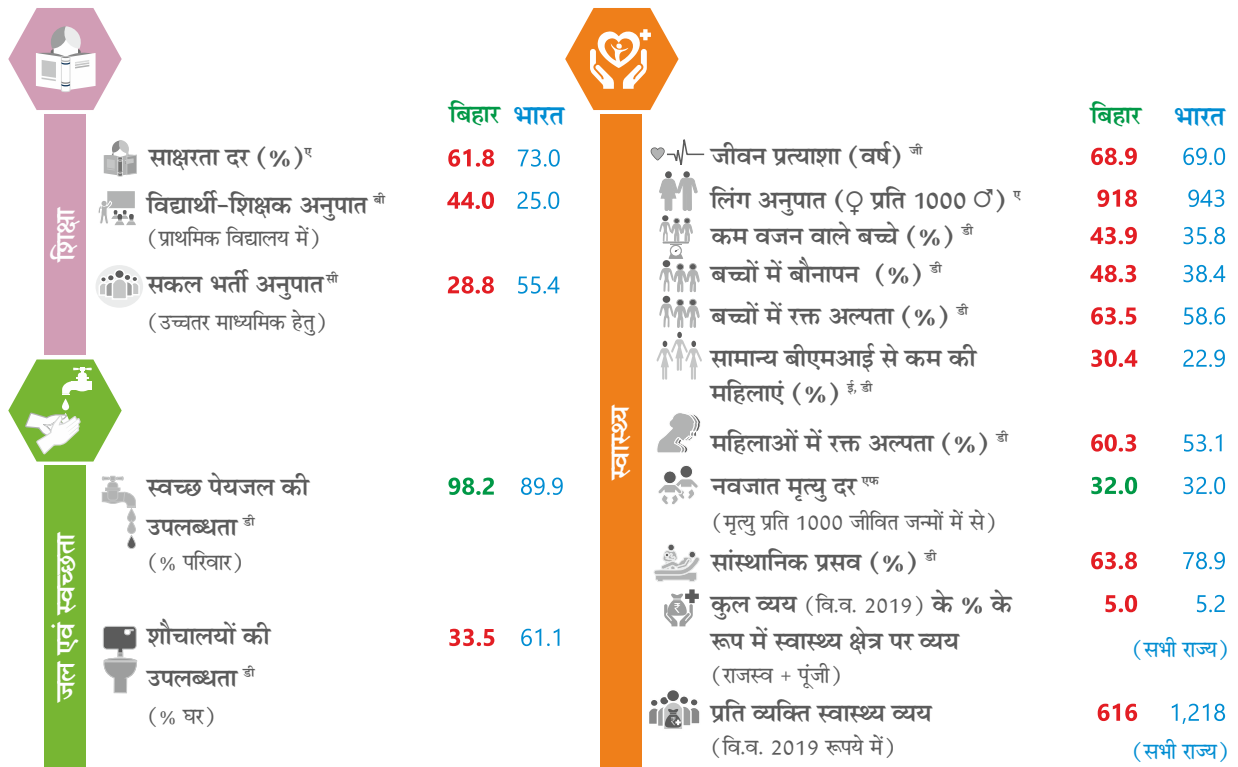 बिहार भारत
शिक्षा
साक्षरता दर (%)ए 61.8 73.0
विद्यार्थी-शिक्षक अनुपात बी 44.0 25.0
(प्राथमिक विद्यालय में)
सकल भर्ती अनुपातसी 28.8 55.4
(उच्चतर माध्यमिक हेतु)
जल एवं स्वच्छता
स्वच्छ पेयजल की 98.2 89.9
उपलब्धता डी
(% परिवार)
शौचालयों की 33.5 61.1
उपलब्धता डी
(% घर)
बिहार भारत
स्वास्थ्य
जीवन प्रत्याशा (वर्ष) जी 68.9 69.0
लिंग अनुपात (♀ प्रति 1000 ♂) ए 918 943
कम वजन वाले बच्चे (%) डी 43.9 35.8
बच्चों में बौनापन (%) डी 48.3 38.4
बच्चों में रक्त अल्पता (%) डी 63.5 58.6
सामान्य बीएमआई से कम की 30.4 22.9
महिलाएं (%) ई, डी
महिलाओं में रक्त अल्पता (%) डी 60.3 53.1
नवजात मृत्यु दर एफ 32.0 32.0
(मृत्यु प्रति 1000 जीवित जन्मों में से)
सांस्थानिक प्रसव (%) डी 63.8 78.9
कुल व्यय (वि.व. 2019) के % के 5.0 5.2
रूप में स्वास्थ्य क्षेत्र पर व्यय (सभी राज्य)
(राजस्व + पूंजी)
प्रति व्यक्ति स्वास्थ्य व्यय 616 1,218
(वि.व. 2019 रूपये में) (सभी राज्य)